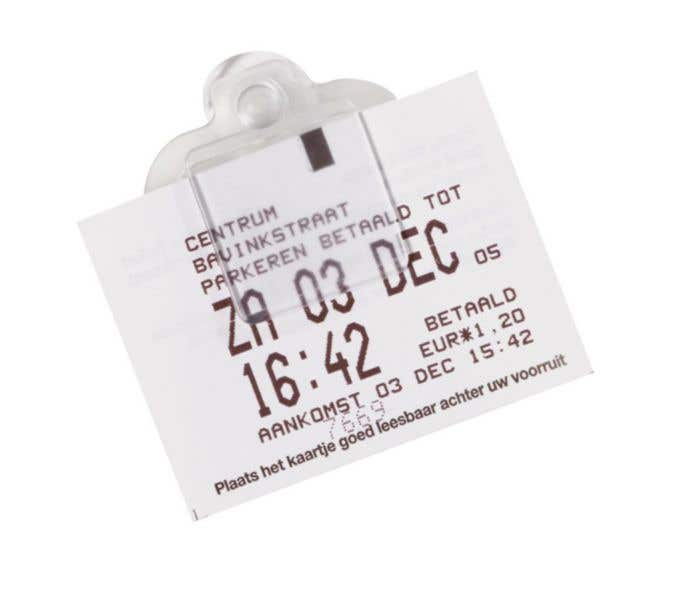 CENTRUM
BAVINKSTRAAT
PARKEREN BETAALD TOT
ZA 03 DEC 05
16:42 BETAALD
EUR*1,20
AANKOMST 03 DEC 15:42
7669
Plaats het kaartje goed leesbaar achter uw voorruit